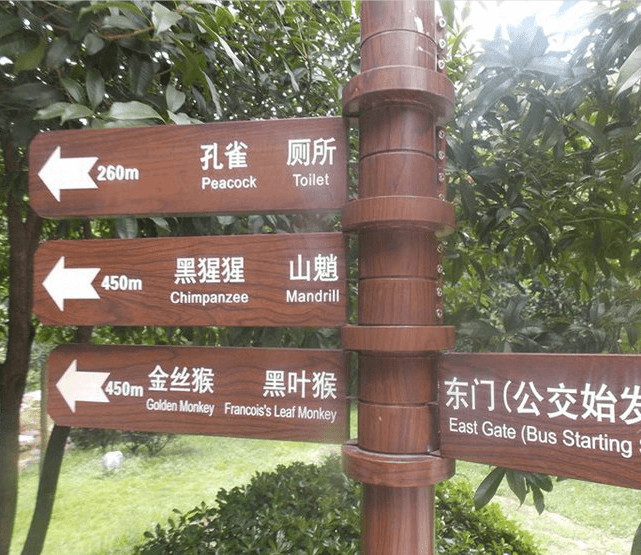 260m 孔雀 厕所
Peacock Toilet
450m 黑猩猩 山魈
Chimpanzee Mandrill
450m 金丝猴 黑叶猴
Golden Monkey Francois's Leaf Monkey
东门(公交始发
East Gate (Bus Starting